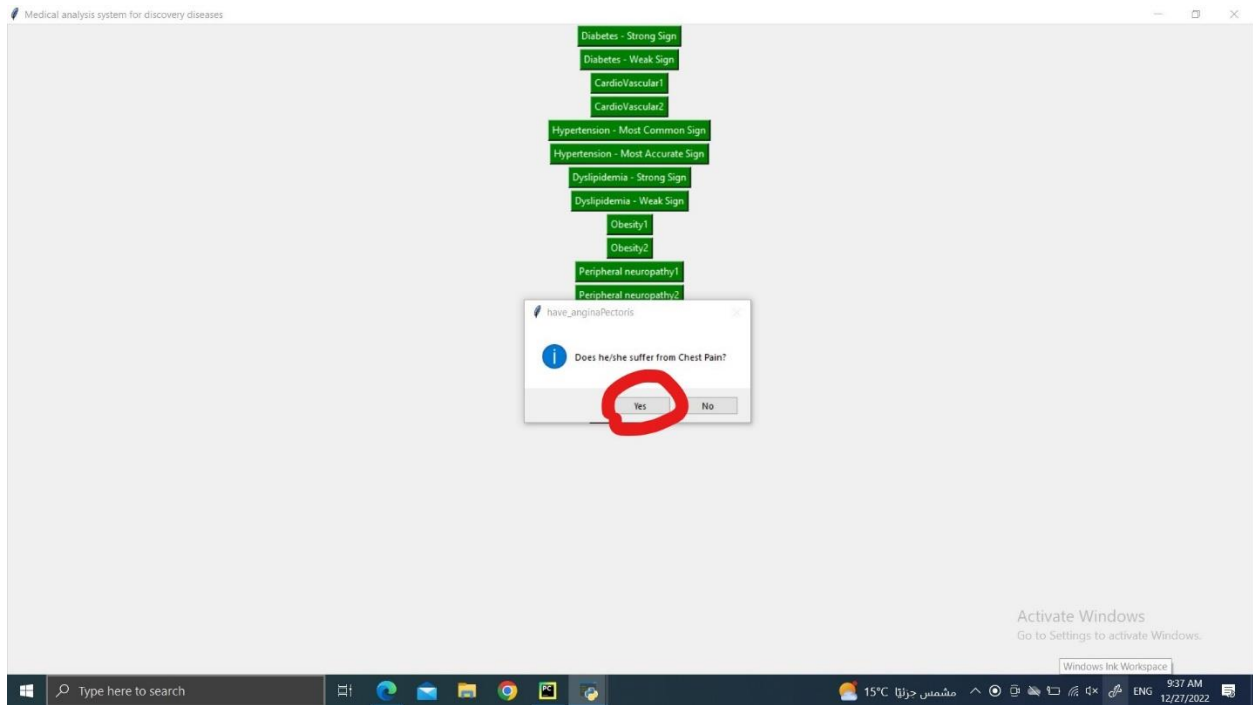 Medical analysis system for discovery diseases
Diabetes - Strong Sign
Diabetes - Weak Sign
CardioVascular1
CardioVascular2
Hypertension - Most Common Sign
Hypertension - Most Accurate Sign
Dyslipidemia - Strong Sign
Dyslipidemia - Weak Sign
Obesity1
Obesity2
Peripheral neuropathy1
Peripheral neuropathy2
have_anginaPectoris
i
Does he/she suffer from Chest Pain?
Yes No
Activate Windows
Go to Settings to activate Windows.
Windows Ink Workspace
Type here to search
PC
15°C مشمس جزئيًا
ENG
9:37 AM
12/27/2022